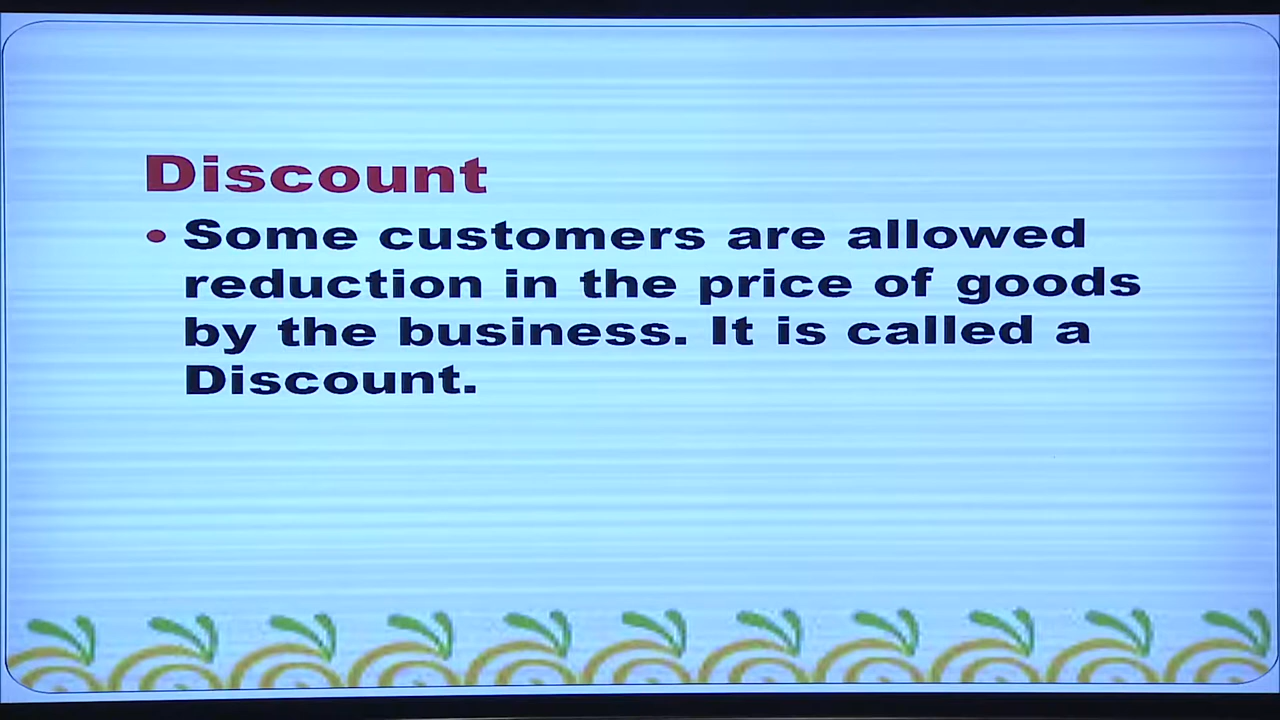 Discount
• Some customers are allowed
reduction in the price of goods
by the business. It is called a
Discount.